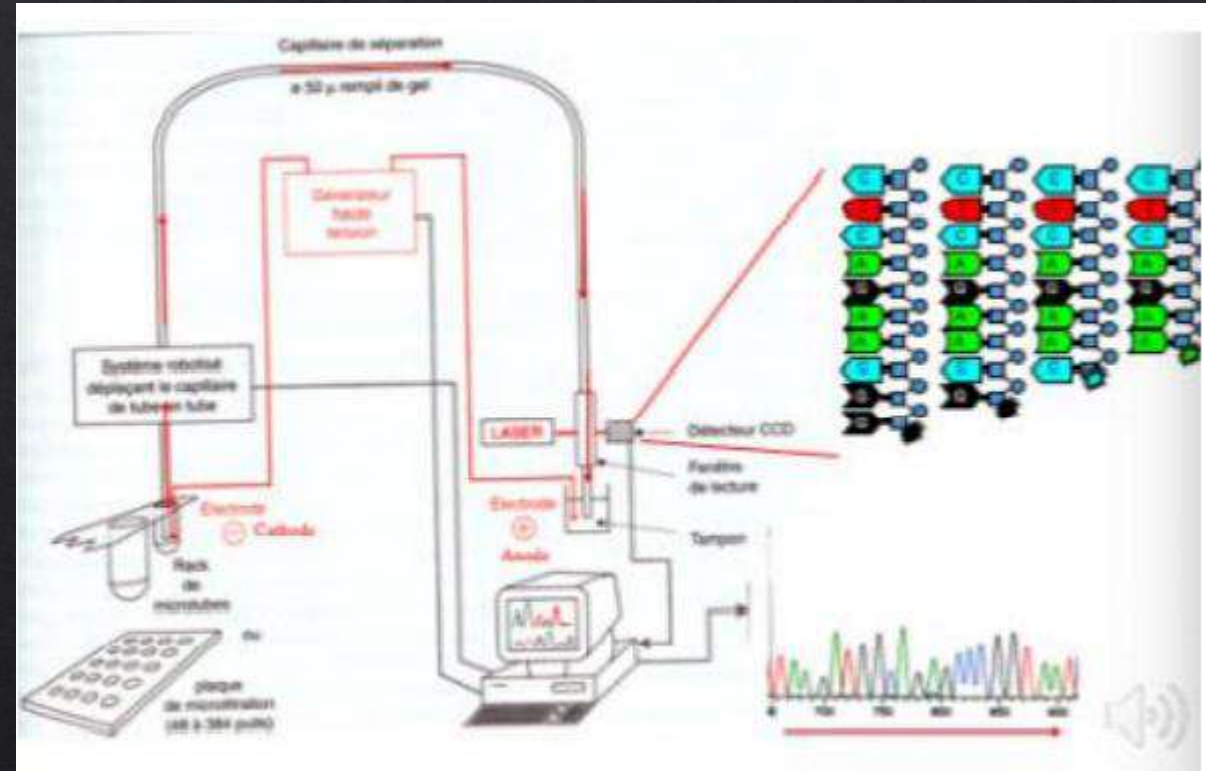 Capillaire de séparation
ø 50 µ rempli de gel
Générateur
haute
tension
Système robotisé
déplaçant le capillaire
de tube en tube
LASER
Détecteur CCD
Fenêtre
de lecture
Electrode
Cathode
Electrode
Anode
Tampon
Rack
de
microtubes
ou
plaque
de microtitration
(48 à 384 puits)
C C C C
C C C C
A A A A
G G G G
A A A A
A A A A
C C C
G G
G